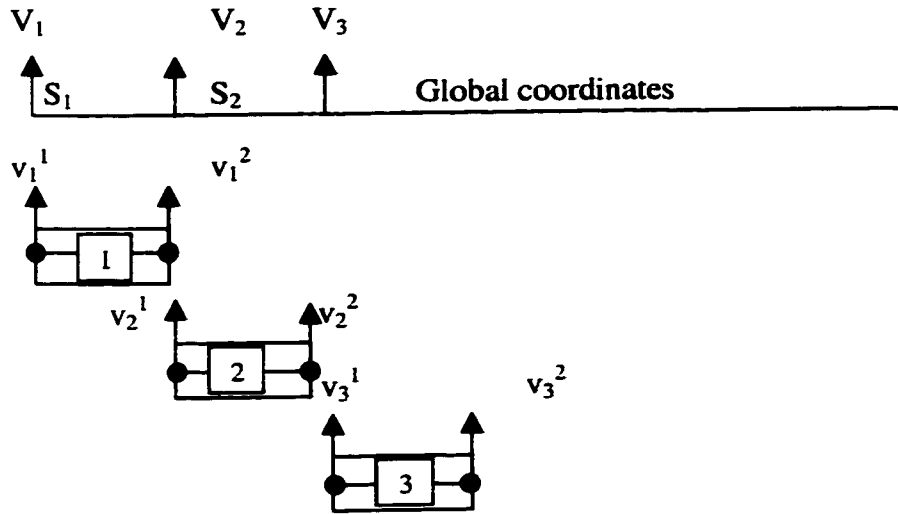 V₁ V₂ V₃
S₁ S₂ Global coordinates
v₁¹ v₁²
1
v₂¹ v₂²
2
v₃¹ v₃²
3